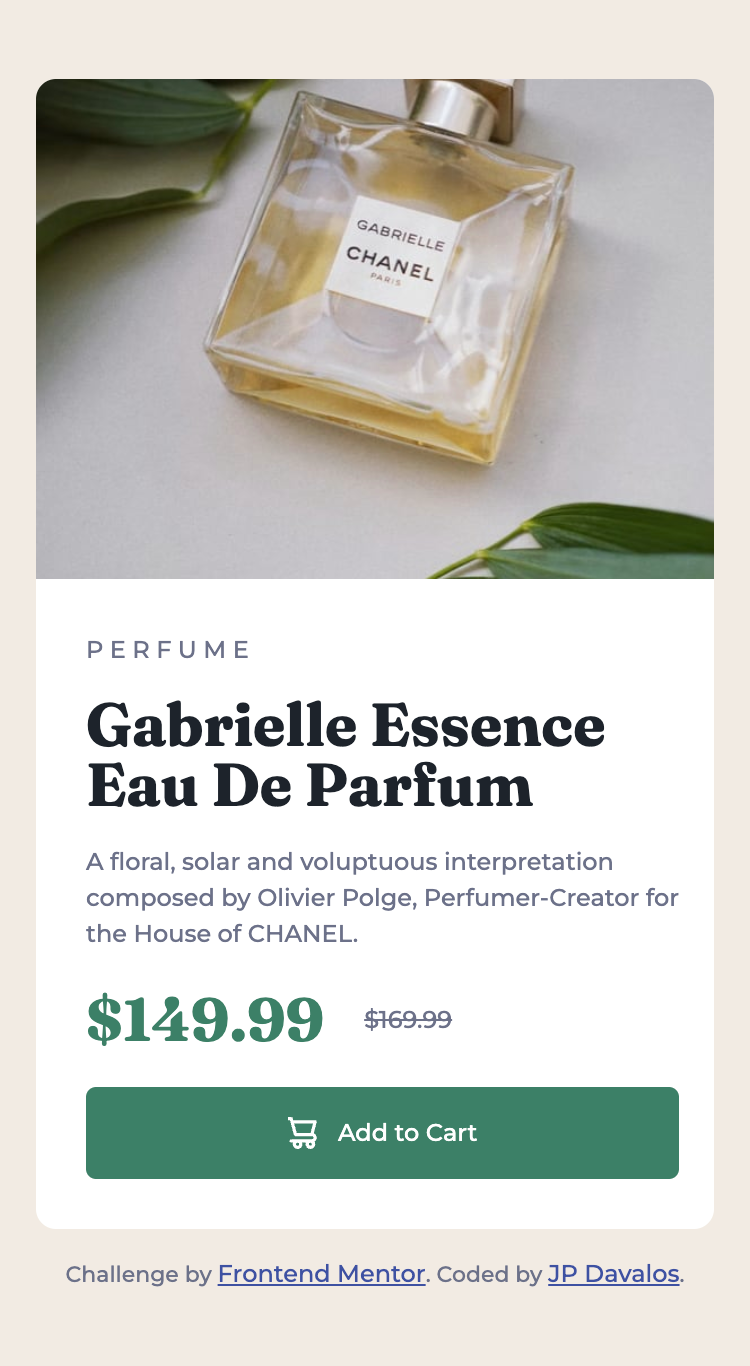 GABRIELLE
CHANEL
PARIS
PERFUME
Gabrielle Essence
Eau De Parfum
A floral, solar and voluptuous interpretation
composed by Olivier Polge, Perfumer-Creator for
the House of CHANEL.
$149.99 $169.99
Add to Cart
Challenge by Frontend Mentor. Coded by JP Davalos.